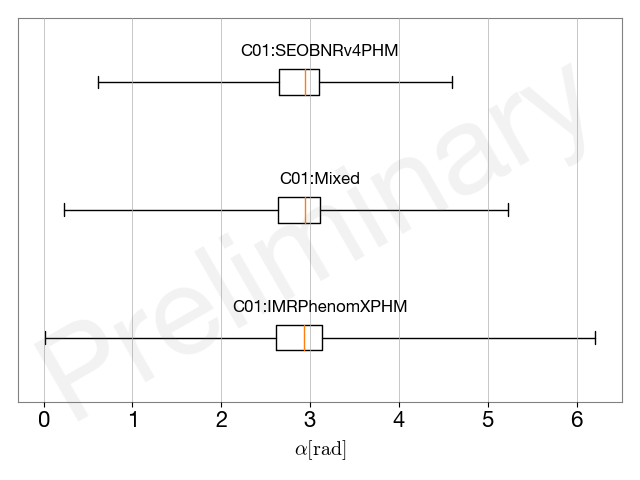 C01:SEOBNRv4PHM
C01:Mixed
C01:IMRPhenomXPHM
Preliminary
0 1 2 3 4 5 6
α[rad]